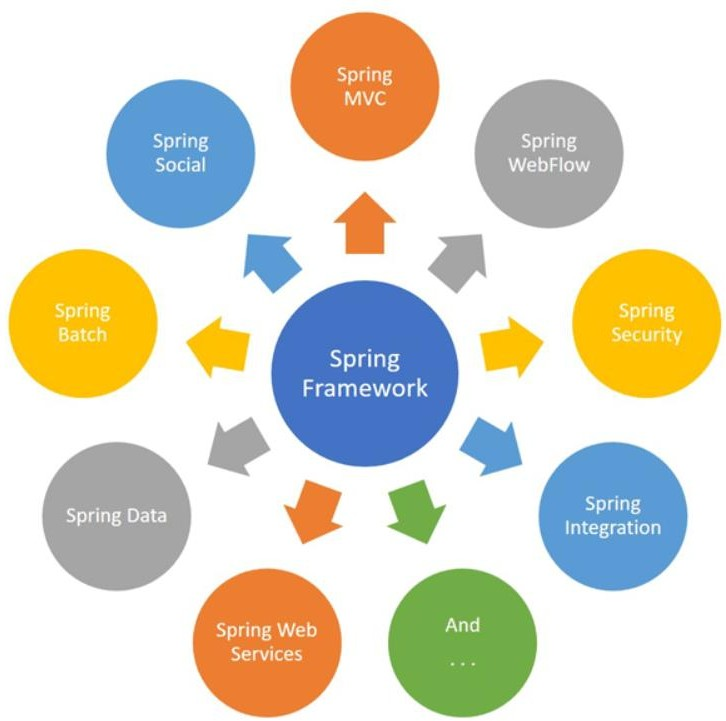 Spring
MVC
Spring
WebFlow
Spring
Security
Spring
Integration
And
. . .
Spring Web
Services
Spring Data
Spring
Batch
Spring
Social
Spring
Framework